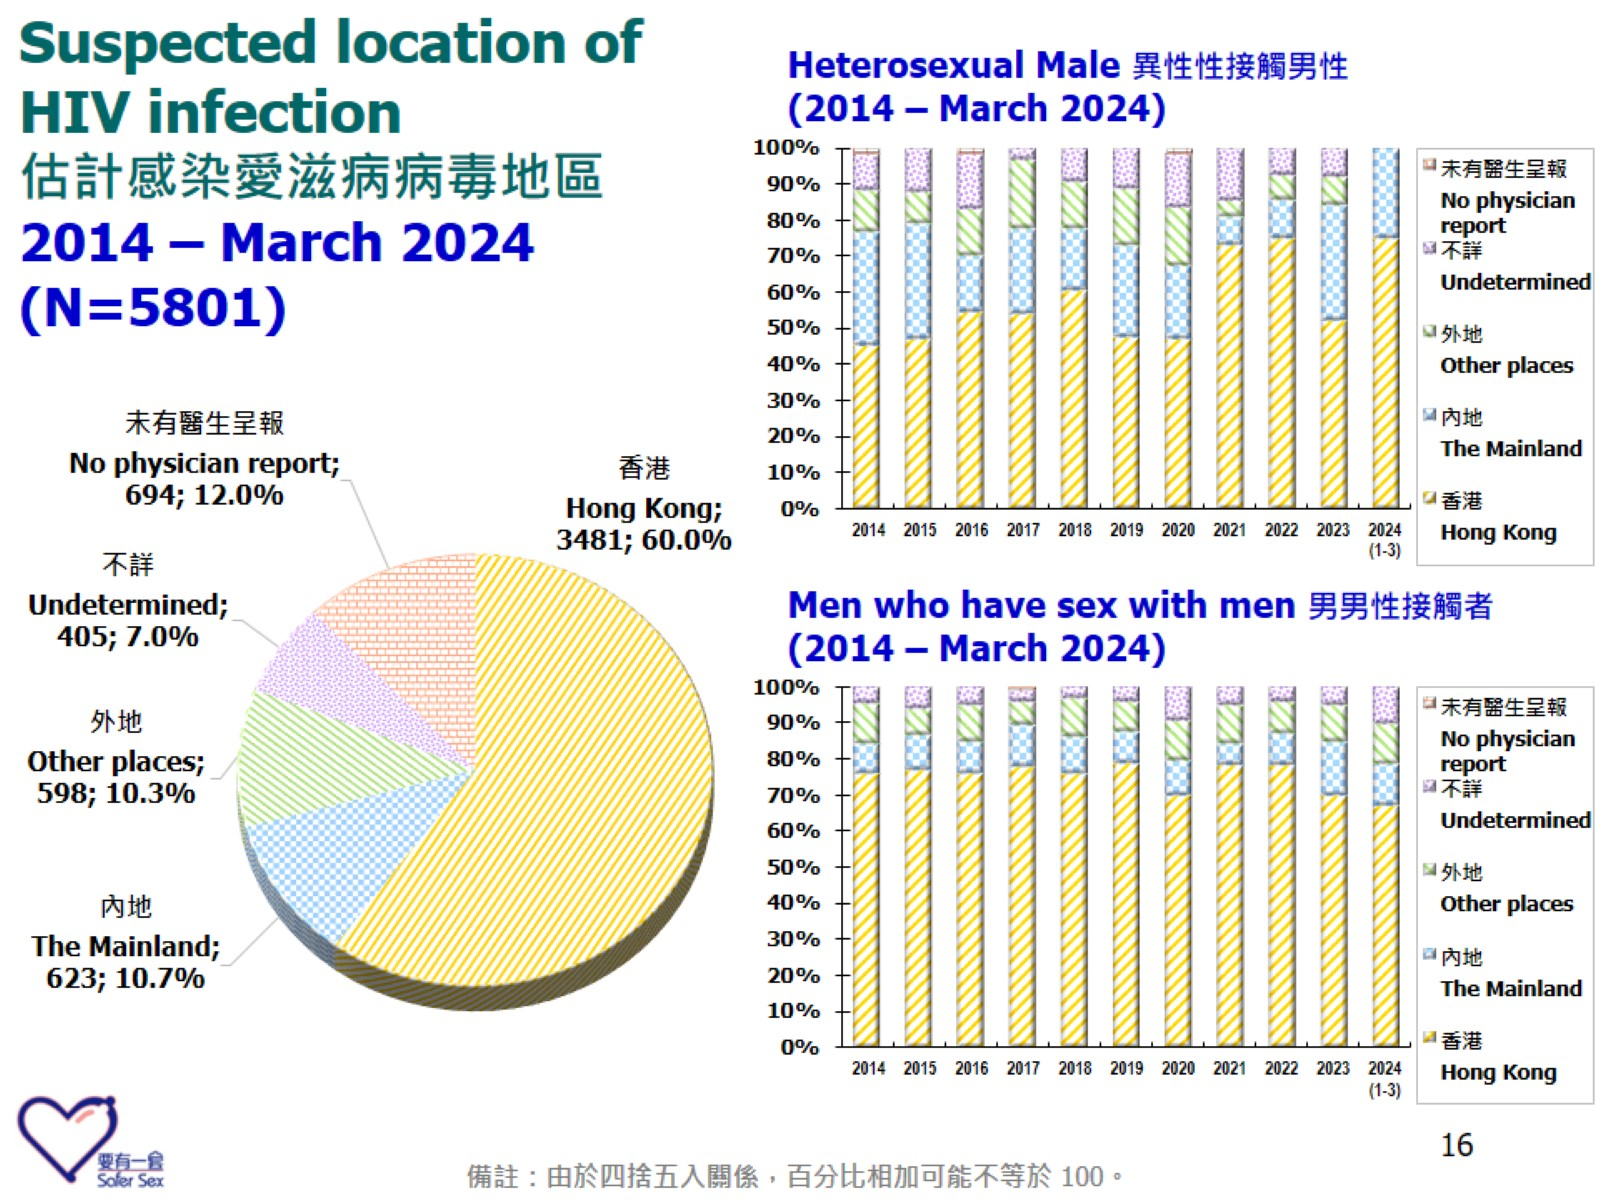 Suspected location of
HIV infection
估計感染愛滋病病毒地區
2014 – March 2024
(N=5801)
未有醫生呈報
No physician report;
694; 12.0%
香港
Hong Kong;
3481; 60.0%
不詳
Undetermined;
405; 7.0%
外地
Other places;
598; 10.3%
內地
The Mainland;
623; 10.7%
Heterosexual Male 異性性接觸男性
(2014 – March 2024)
100%
90%
80%
70%
60%
50%
40%
30%
20%
10%
0%
2014 2015 2016 2017 2018 2019 2020 2021 2022 2023 2024
(1-3)
未有醫生呈報
No physician
report
不詳
Undetermined
外地
Other places
內地
The Mainland
香港
Hong Kong
Men who have sex with men 男男性接觸者
(2014 – March 2024)
100%
90%
80%
70%
60%
50%
40%
30%
20%
10%
0%
2014 2015 2016 2017 2018 2019 2020 2021 2022 2023 2024
(1-3)
未有醫生呈報
No physician
report
不詳
Undetermined
外地
Other places
內地
The Mainland
香港
Hong Kong
要有一套
Safer Sex
備註：由於四捨五入關係，百分比相加可能不等於 100。
16